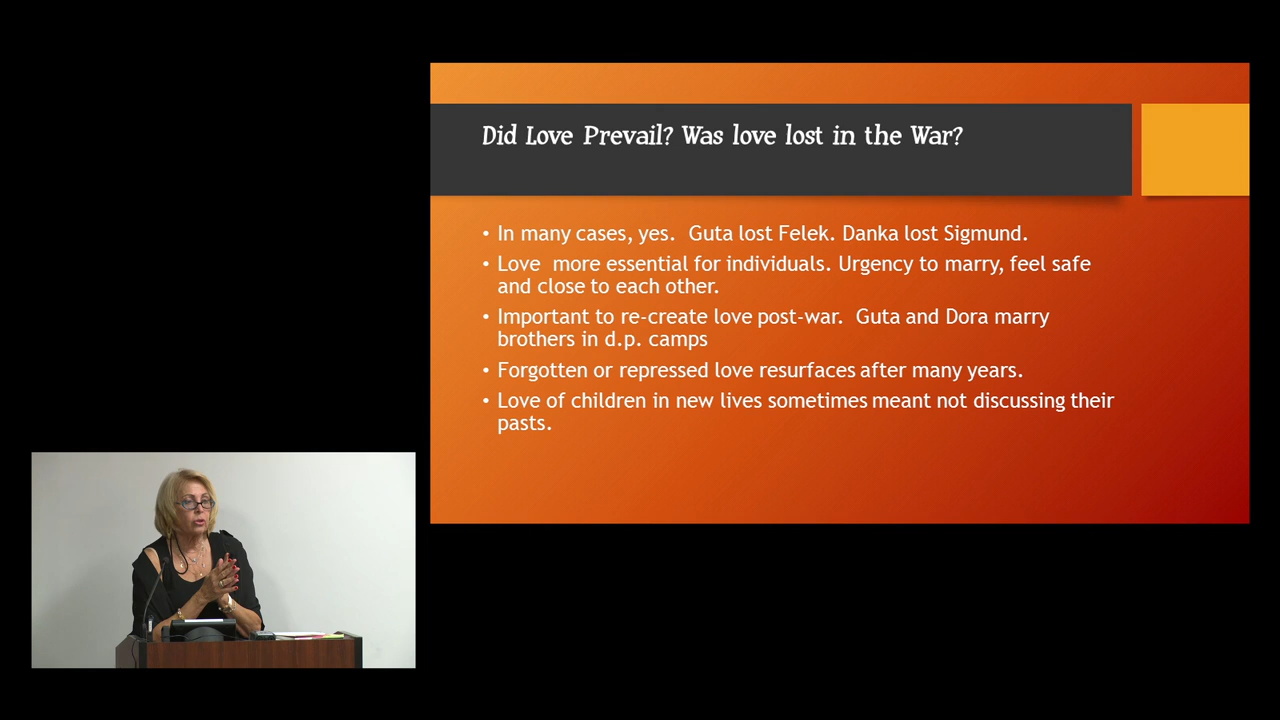 Did Love Prevail? Was love lost in the War?
• In many cases, yes.  Guta lost Felek. Danka lost Sigmund.
• Love  more essential for individuals. Urgency to marry, feel safe
and close to each other.
• Important to re-create love post-war.  Guta and Dora marry
brothers in d.p. camps
• Forgotten or repressed love resurfaces after many years.
• Love of children in new lives sometimes meant not discussing their
pasts.